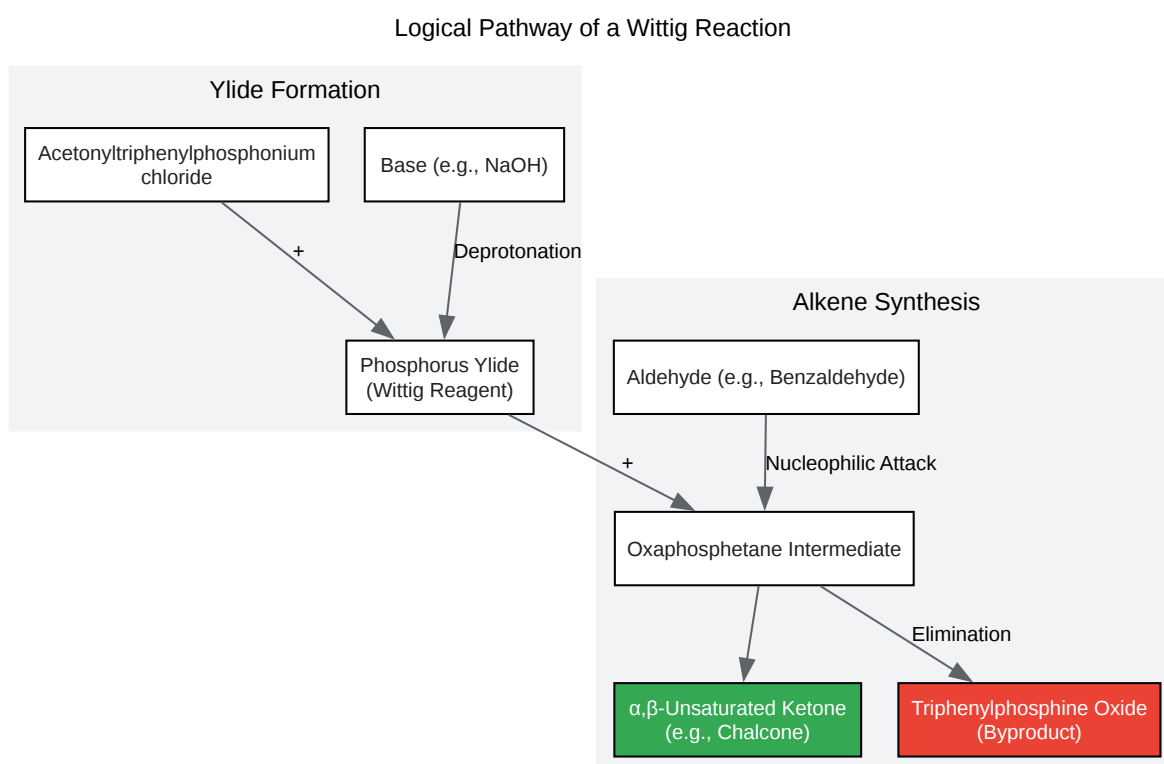 Logical Pathway of a Wittig Reaction
Ylide Formation
Acetonyltriphenylphosphonium
chloride
Base (e.g., NaOH)
+
Deprotonation
Phosphorus Ylide
(Wittig Reagent)
Alkene Synthesis
Aldehyde (e.g., Benzaldehyde)
+
Nucleophilic Attack
Oxaphosphetane Intermediate
Elimination
α,β-Unsaturated Ketone
(e.g., Chalcone)
Triphenylphosphine Oxide
(Byproduct)